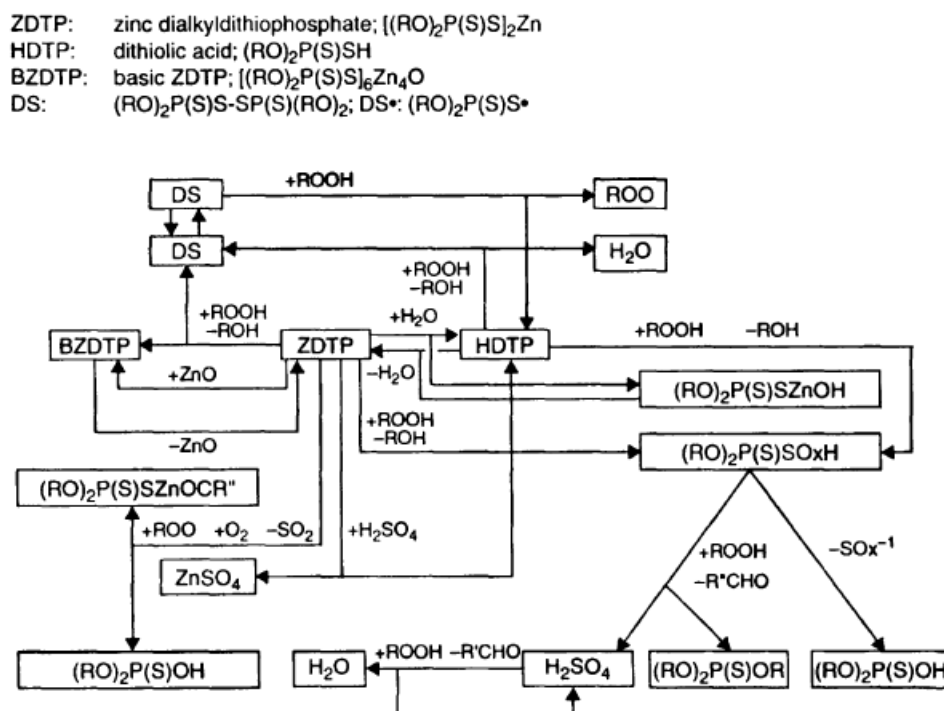 ZDTP: zinc dialkyldithiophosphate; [(RO)₂P(S)S]₂Zn
HDTP: dithiolic acid; (RO)₂P(S)SH
BZDTP: basic ZDTP; [(RO)₂P(S)S]₆Zn₄O
DS: (RO)₂P(S)S-SP(S)(RO)₂; DS•: (RO)₂P(S)S•
DS
+ROOH
ROO
DS
H₂O
+ROOH
–ROH
+ROOH
–ROH
+H₂O
+ROOH –ROH
BZDTP
ZDTP
HDTP
+ZnO
–H₂O
(RO)₂P(S)SZnOH
–ZnO
+ROOH
–ROH
(RO)₂P(S)SOxH
(RO)₂P(S)SZnOCR"
+ROO +O₂ –SO₂
+H₂SO₄
+ROOH
–R"CHO
–SOx⁻¹
ZnSO₄
+ROOH –R'CHO
(RO)₂P(S)OH
H₂O
H₂SO₄
(RO)₂P(S)OR
(RO)₂P(S)OH